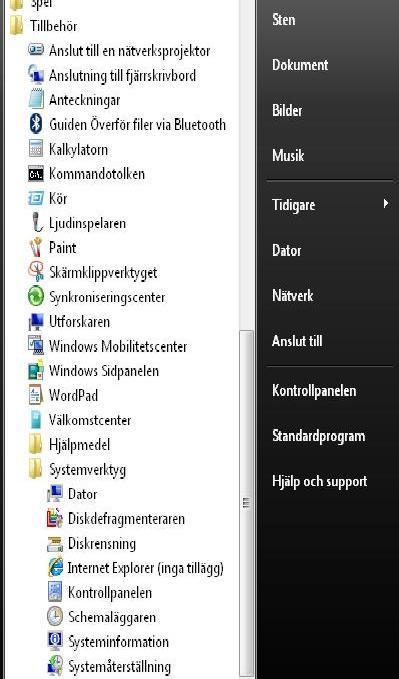 Spel
Tillbehör
Anslut till en nätverksprojektor
Anslutning till fjärrskrivbord
Anteckningar
Guiden Överför filer via Bluetooth
Kalkylatorn
Kommandotolken
Kör
Ljudinspelaren
Paint
Skärmklippverktyget
Synkroniseringscenter
Utforskaren
Windows Mobilitetscenter
Windows Sidpanelen
WordPad
Välkomstcenter
Hjälpmedel
Systemverktyg
Dator
Diskdefragmenteraren
Diskrensning
Internet Explorer (inga tillägg)
Kontrollpanelen
Schemaläggaren
Systeminformation
Systemåterställning
Sten
Dokument
Bilder
Musik
Tidigare
Dator
Nätverk
Anslut till
Kontrollpanelen
Standardprogram
Hjälp och support